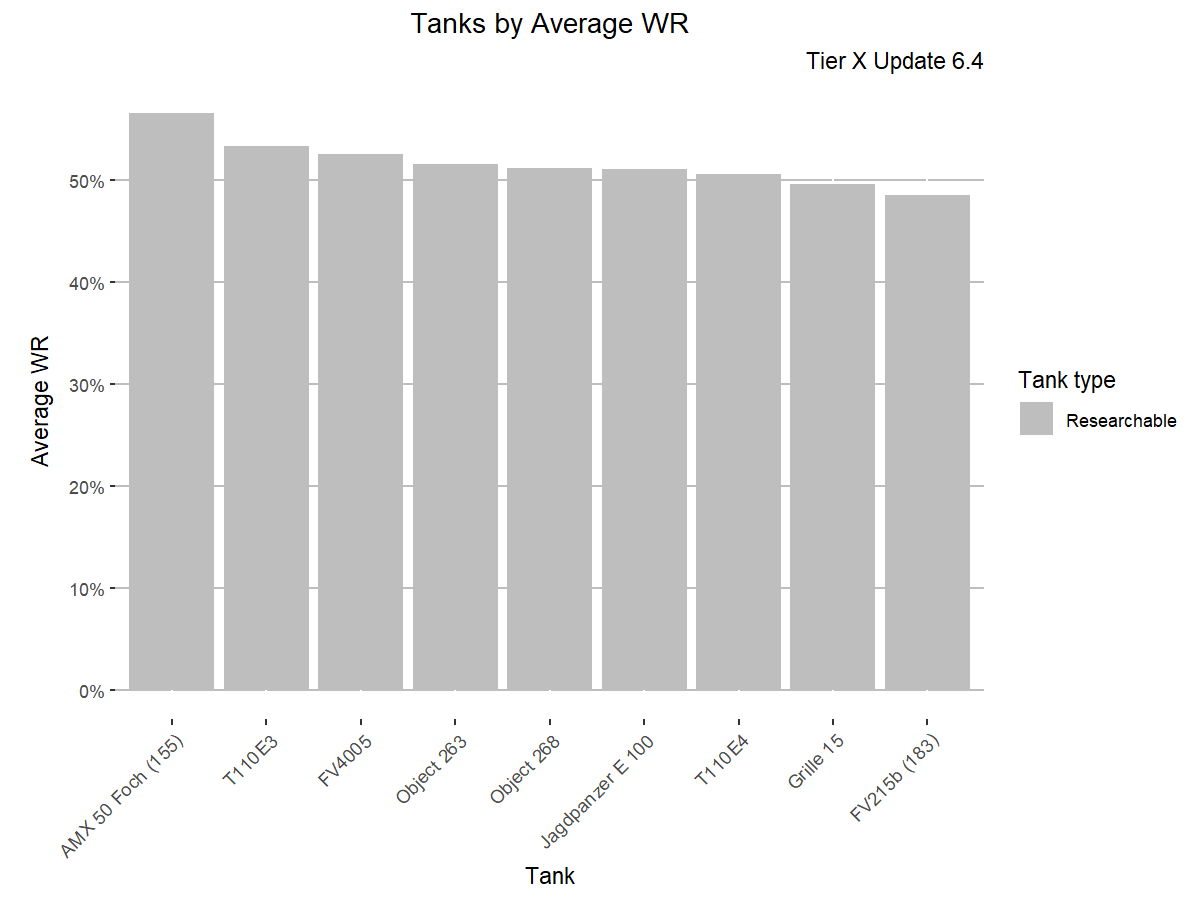 Tanks by Average WR
Tier X Update 6.4
Average WR
50%
40%
30%
20%
10%
0%
AMX 50 Foch (155)
T110E3
FV4005
Object 263
Object 268
Jagdpanzer E 100
T110E4
Grille 15
FV215b (183)
Tank
Tank type
Researchable